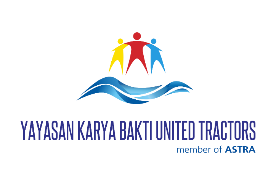 YAYASAN KARYA BAKTI UNITED TRACTORS
member of ASTRA